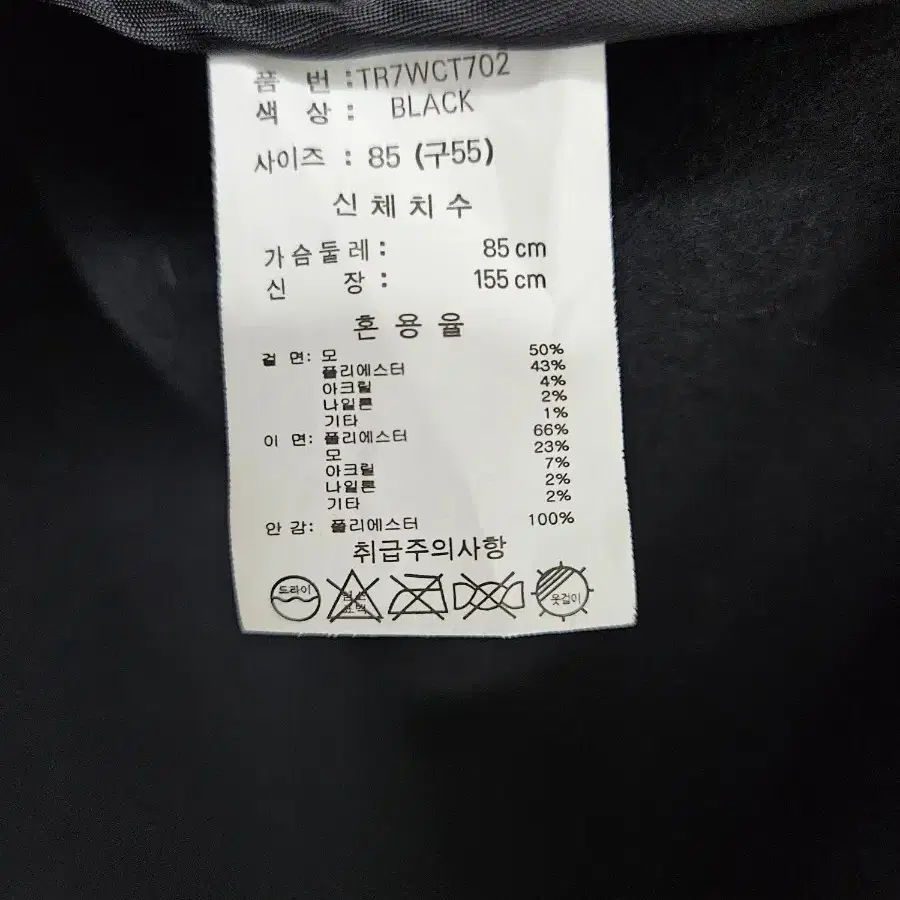 품 번 : TR7WCT702
색 상 : BLACK
사이즈 : 85 (구55)
신 체 치 수
가슴둘레 : 85 cm
신 장 : 155 cm
혼 용 율
겉 면: 모 50%
폴리에스터 43%
아크릴 4%
나일론 2%
기타 1%
이 면: 폴리에스터 66%
모 23%
아크릴 7%
나일론 2%
기타 2%
안 감: 폴리에스터 100%
취급주의사항
드라이 염소 표백 옷걸이